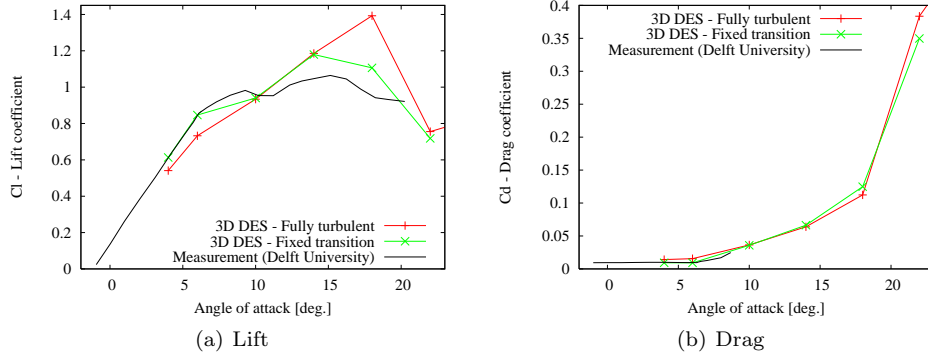 Cl - Lift coefficient
1.4
1.2
1
0.8
0.6
0.4
0.2
0
3D DES - Fully turbulent
3D DES - Fixed transition
Measurement (Delft University)
0 5 10 15 20
Angle of attack [deg.]
(a) Lift
Cd - Drag coefficient
0.4
0.35
0.3
0.25
0.2
0.15
0.1
0.05
0
3D DES - Fully turbulent
3D DES - Fixed transition
Measurement (Delft University)
0 5 10 15 20
Angle of attack [deg.]
(b) Drag